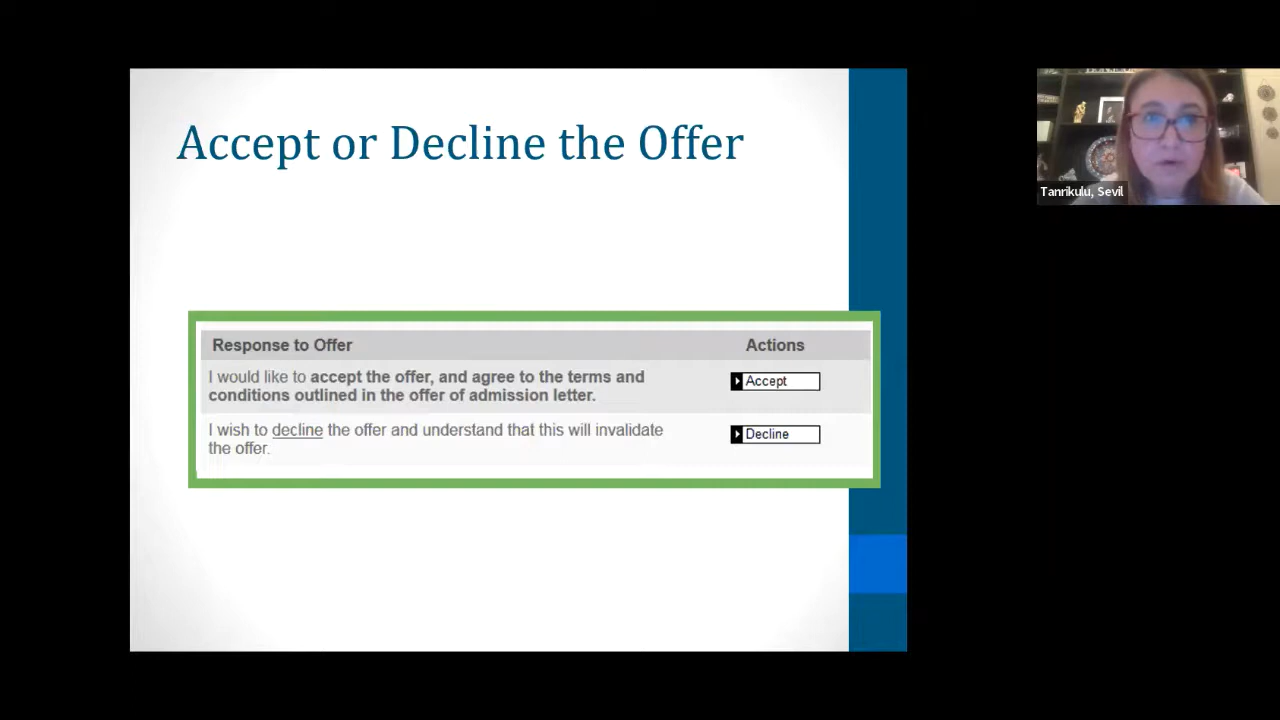 Accept or Decline the Offer
Tanrikulu, Sevil
Response to Offer Actions
I would like to accept the offer, and agree to the terms and
conditions outlined in the offer of admission letter.
Accept
I wish to decline the offer and understand that this will invalidate
the offer.
Decline